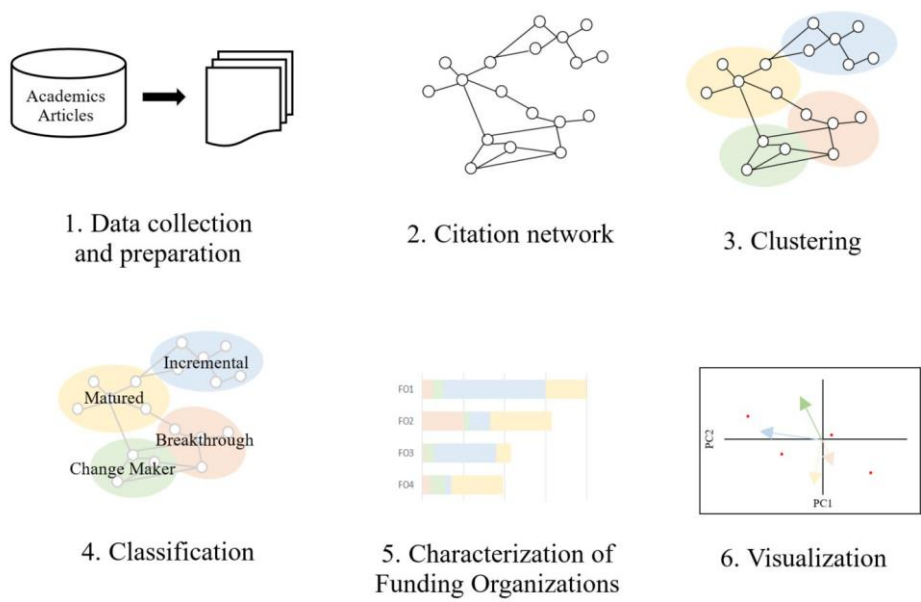 Academics
Articles
1. Data collection
and preparation
2. Citation network
3. Clustering
Incremental
Matured
Breakthrough
Change Maker
4. Classification
FO1
FO2
FO3
FO4
5. Characterization of
Funding Organizations
PC2
PC1
6. Visualization